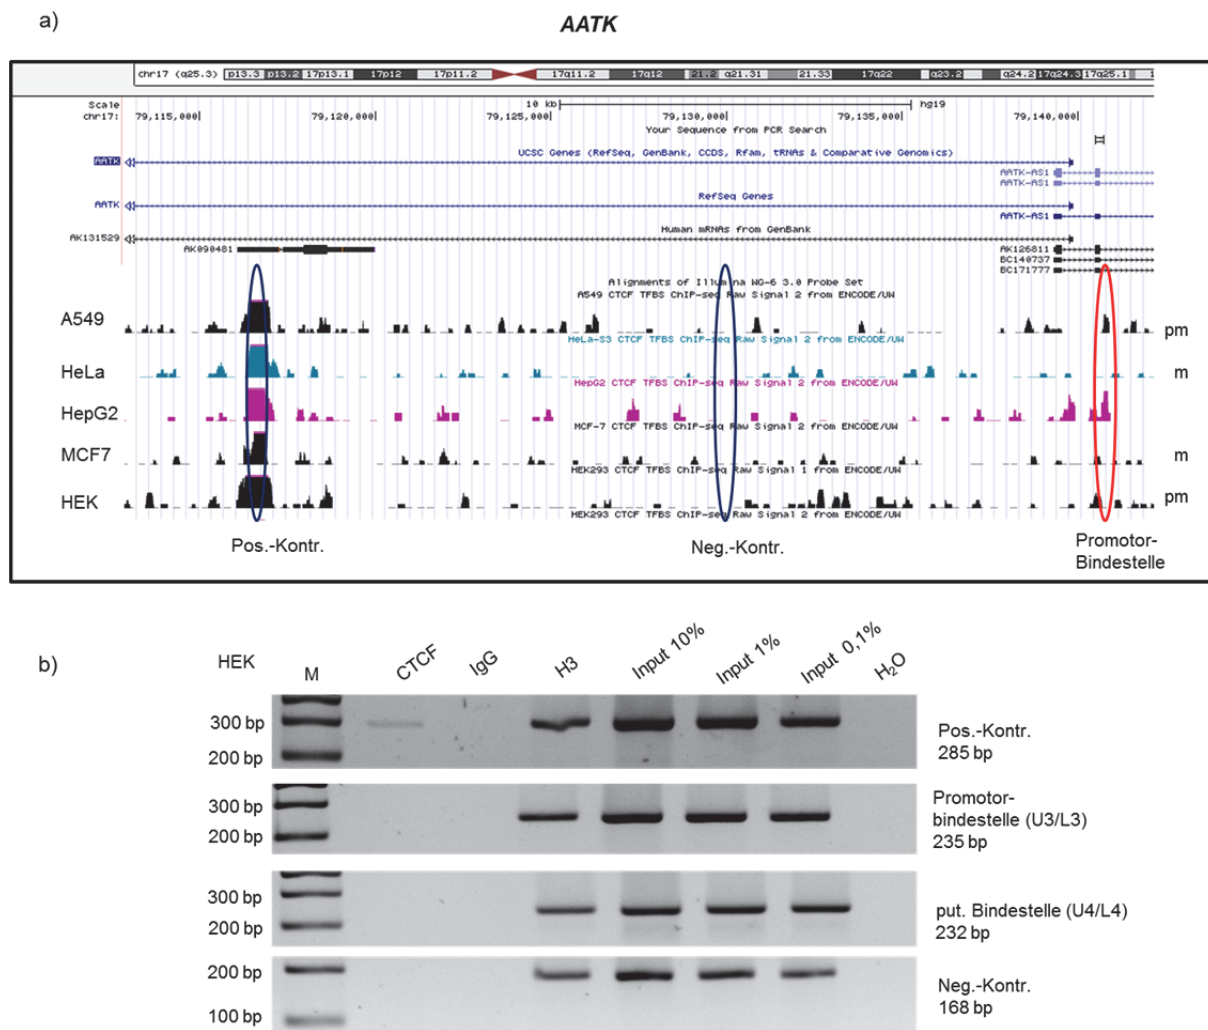 a)
AATK
chr17 (q25.3) p13.3 p13.2 17p13.1 17p12 17p11.2 17q11.2 17q12 21.2 q21.31 21.33 17q22 q23.2 q24.2 17q24.3 17q25.1
Scale 10 kb hg19
chr17: 79,115,000 79,120,000 79,125,000 79,130,000 79,135,000 79,140,000
Your Sequence from PCR Search
UCSC Genes (RefSeq, GenBank, CCDS, Rfam, tRNAs & Comparative Genomics)
AATK
AATK-AS1
AATK-AS1
RefSeq Genes
AATK
AATK-AS1
Human mRNAs from GenBank
AK131529
AK090481 AK126811
BC140737
BC171777
Alignments of Illumina WG-6 3.0 Probe Set
A549 CTCF TFBS ChIP-seq Raw Signal 2 from ENCODE/UW
A549 pm
HeLa-S3 CTCF TFBS ChIP-seq Raw Signal 2 from ENCODE/UW
HeLa m
HepG2 CTCF TFBS ChIP-seq Raw Signal 2 from ENCODE/UW
HepG2
MCF-7 CTCF TFBS ChIP-seq Raw Signal 2 from ENCODE/UW
MCF7 m
HEK293 CTCF TFBS ChIP-seq Raw Signal 1 from ENCODE/UW
HEK pm
HEK293 CTCF TFBS ChIP-seq Raw Signal 2 from ENCODE/UW
Pos.-Kontr. Neg.-Kontr. Promotor-
Bindestelle
b)
HEK M CTCF IgG H3 Input 10% Input 1% Input 0,1% H₂O
300 bp
200 bp
Pos.-Kontr.
285 bp
300 bp
200 bp
Promotor-
bindestelle (U3/L3)
235 bp
300 bp
200 bp
put. Bindestelle (U4/L4)
232 bp
200 bp
100 bp
Neg.-Kontr.
168 bp